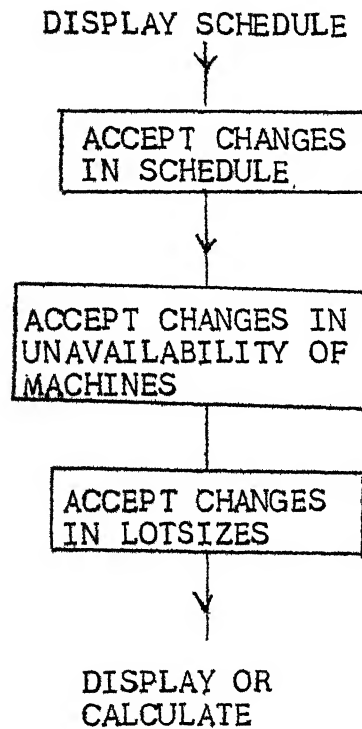 DISPLAY SCHEDULE
ACCEPT CHANGES
IN SCHEDULE
ACCEPT CHANGES IN
UNAVAILABILITY OF
MACHINES
ACCEPT CHANGES
IN LOTSIZES
DISPLAY OR
CALCULATE